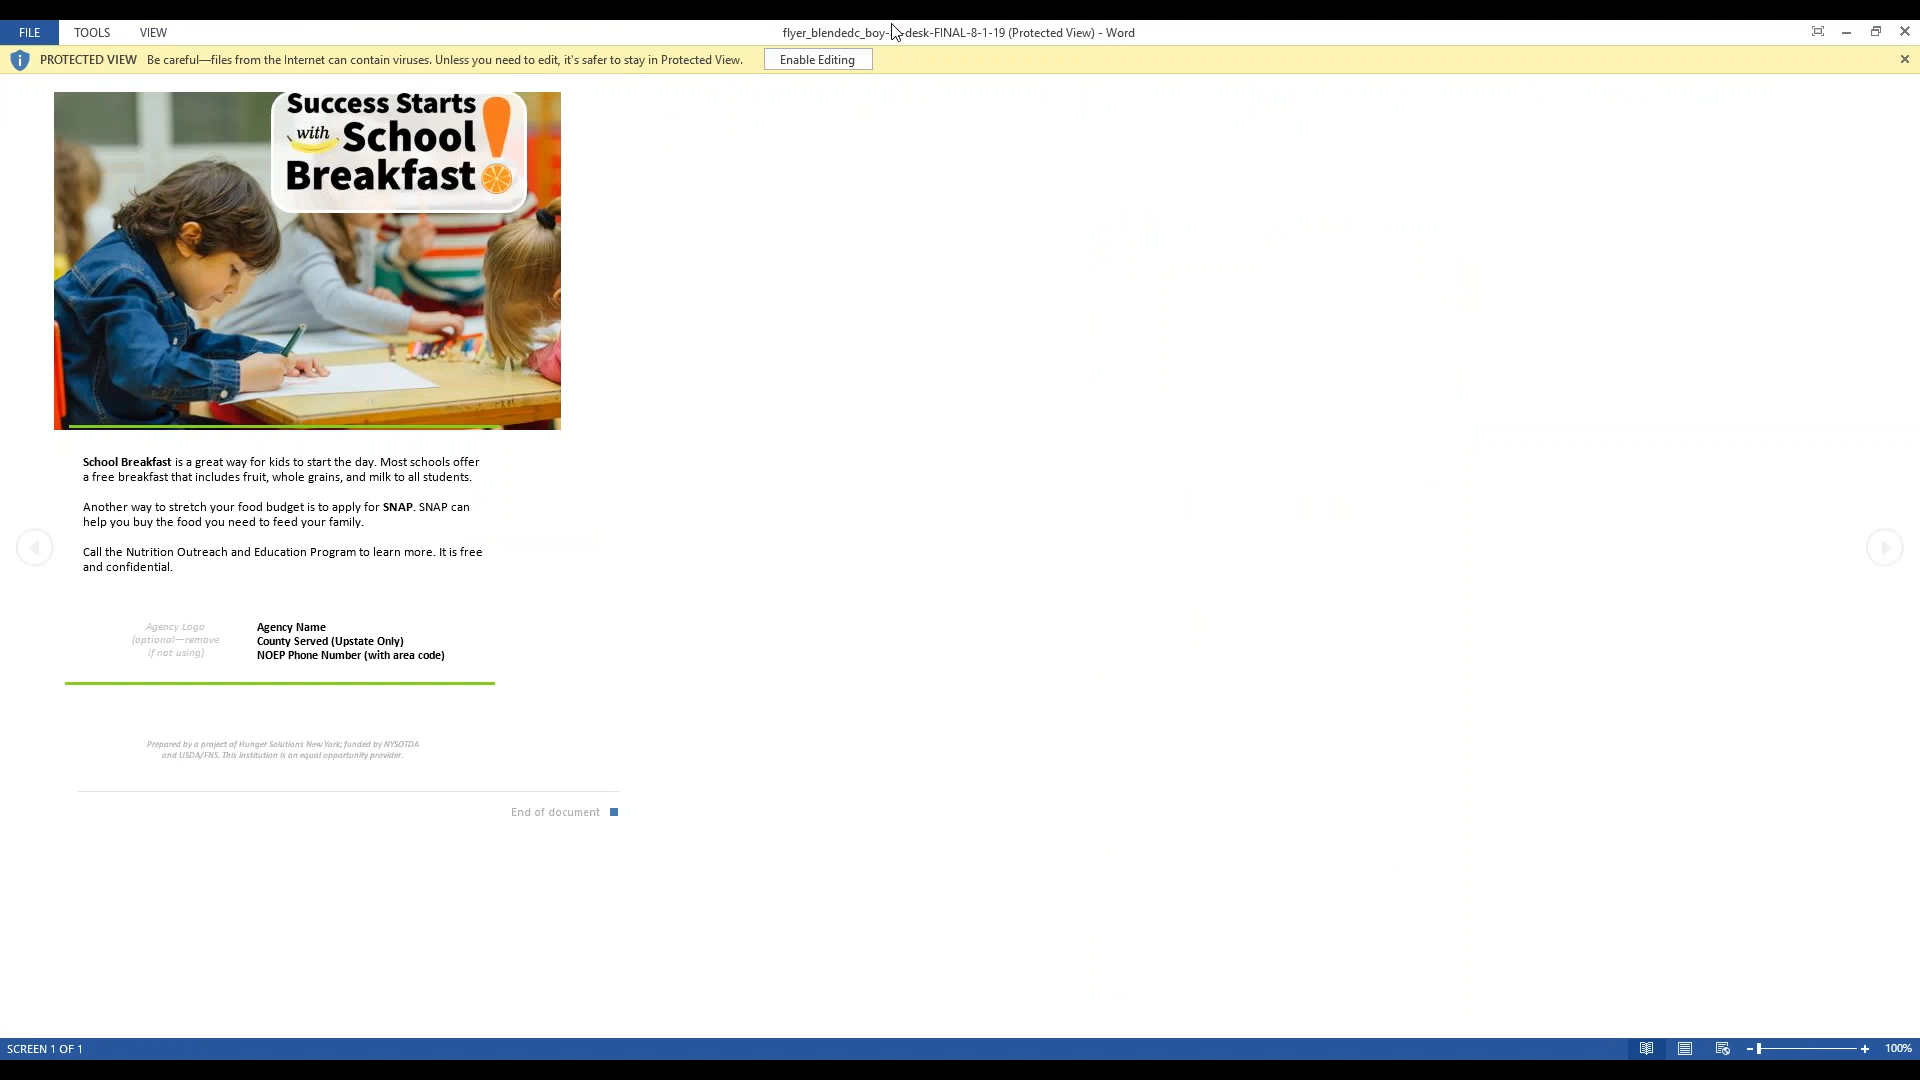 FILE TOOLS VIEW flyer_blendedc_boy- -desk-FINAL-8-1-19 (Protected View) - Word
PROTECTED VIEW Be careful—files from the Internet can contain viruses. Unless you need to edit, it's safer to stay in Protected View. Enable Editing
Success Starts
with School
Breakfast!
School Breakfast is a great way for kids to start the day. Most schools offer
a free breakfast that includes fruit, whole grains, and milk to all students.
Another way to stretch your food budget is to apply for SNAP. SNAP can
help you buy the food you need to feed your family.
Call the Nutrition Outreach and Education Program to learn more. It is free
and confidential.
Agency Logo
(optional—remove
if not using)
Agency Name
County Served (Upstate Only)
NOEP Phone Number (with area code)
Prepared by a project of Hunger Solutions New York; funded by NYSOTDA
and USDA/FNS. This Institution is an equal opportunity provider.
End of document
SCREEN 1 OF 1 100%